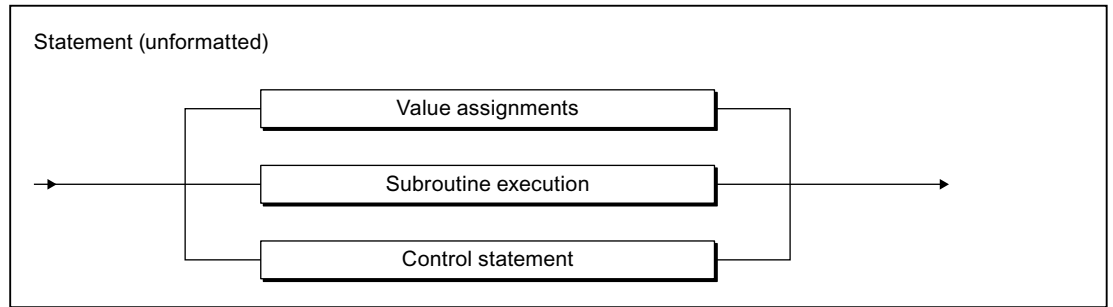 Statement (unformatted)
Value assignments
Subroutine execution
Control statement